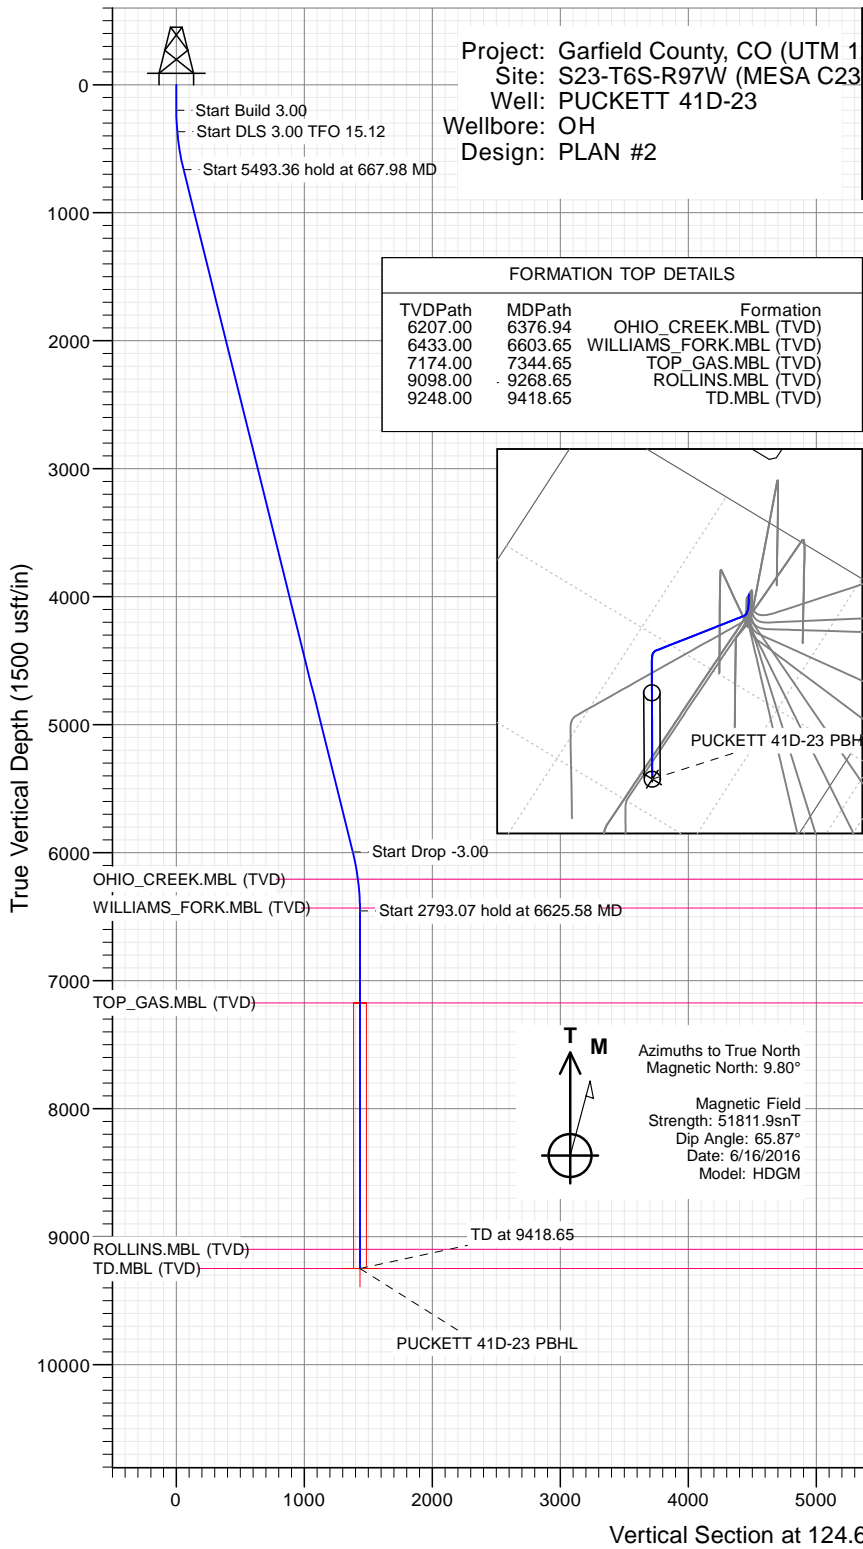 Project: Garfield County, CO (UTM 1
Site: S23-T6S-R97W (MESA C23
Well: PUCKETT 41D-23
Wellbore: OH
Design: PLAN #2
0
Start Build 3.00
Start DLS 3.00 TFO 15.12
Start 5493.36 hold at 667.98 MD
1000
FORMATION TOP DETAILS
TVDPath MDPath Formation
6207.00 6376.94 OHIO_CREEK.MBL (TVD)
6433.00 6603.65 WILLIAMS_FORK.MBL (TVD)
7174.00 7344.65 TOP_GAS.MBL (TVD)
9098.00 9268.65 ROLLINS.MBL (TVD)
9248.00 9418.65 TD.MBL (TVD)
2000
3000
4000
5000
PUCKETT 41D-23 PBH
True Vertical Depth (1500 usft/in)
6000
Start Drop -3.00
OHIO_CREEK.MBL (TVD)
WILLIAMS_FORK.MBL (TVD)
Start 2793.07 hold at 6625.58 MD
7000
TOP_GAS.MBL (TVD)
T M
Azimuths to True North
Magnetic North: 9.80°
Magnetic Field
Strength: 51811.9snT
Dip Angle: 65.87°
Date: 6/16/2016
Model: HDGM
8000
9000
TD at 9418.65
ROLLINS.MBL (TVD)
TD.MBL (TVD)
PUCKETT 41D-23 PBHL
10000
0 1000 2000 3000 4000 5000
Vertical Section at 124.6